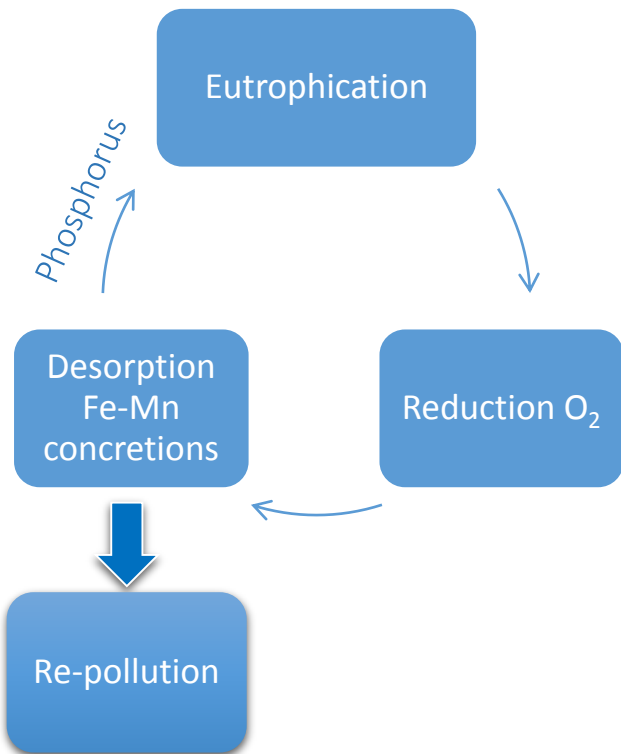 Eutrophication
Phosphorus
Desorption
Fe-Mn
concretions
Reduction O₂
Re-pollution